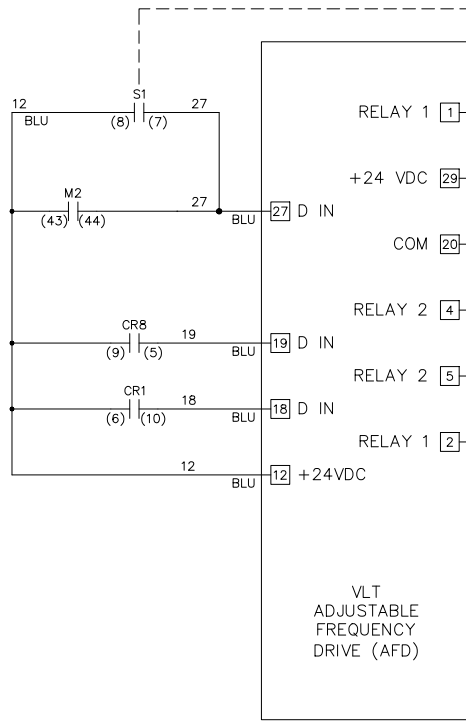 S1
12
27
BLU
(8)
(7)
RELAY 1
1
+24 VDC
29
M2
27
(43)
(44)
BLU
27
D IN
COM
20
RELAY 2
4
CR8
19
(9)
(5)
BLU
19
D IN
RELAY 2
5
CR1
18
(6)
(10)
BLU
18
D IN
RELAY 1
2
12
BLU
12
+24VDC
VLT
ADJUSTABLE
FREQUENCY
DRIVE (AFD)